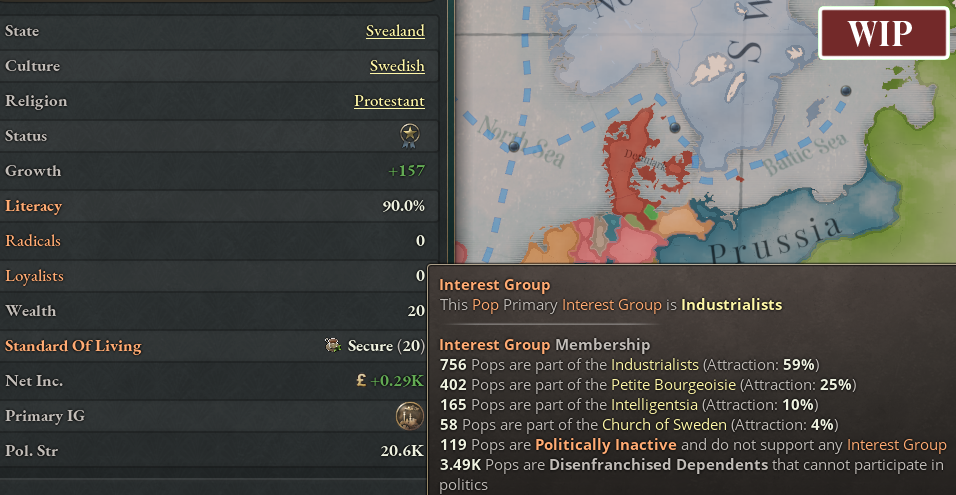 State Svealand
Culture Swedish
Religion Protestant
Status
Growth +157
Literacy 90.0%
Radicals 0
Loyalists 0
Wealth 20
Standard Of Living Secure (20)
Net Inc. £ +0.29K
Primary IG
Pol. Str 20.6K
WIP
No
S
North Sea
Denmark
Baltic Sea
Prussia
Interest Group
This Pop Primary Interest Group is Industrialists
Interest Group Membership
756 Pops are part of the Industrialists (Attraction: 59%)
402 Pops are part of the Petite Bourgeoisie (Attraction: 25%)
165 Pops are part of the Intelligentsia (Attraction: 10%)
58 Pops are part of the Church of Sweden (Attraction: 4%)
119 Pops are Politically Inactive and do not support any Interest Group
3.49K Pops are Disenfranchised Dependents that cannot participate in
politics